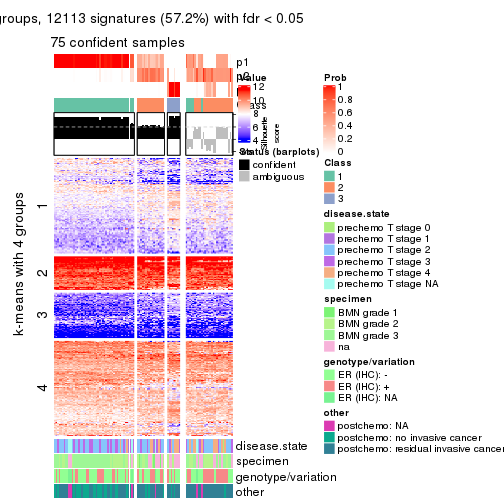 groups, 12113 signatures (57.2%) with fdr < 0.05
75 confident samples
p1
Value
12
10
8
6
Silhouette
score
Status (barplots)
confident
ambiguous
k-means with 4 groups
1
2
3
4
disease.state
specimen
genotype/variation
other
Prob
1
0.8
0.6
0.4
0.2
0
Class
1
2
3
disease.state
prechemo T stage 0
prechemo T stage 1
prechemo T stage 2
prechemo T stage 3
prechemo T stage 4
prechemo T stage NA
specimen
BMN grade 1
BMN grade 2
BMN grade 3
na
genotype/variation
ER (IHC): -
ER (IHC): +
ER (IHC): NA
other
postchemo: NA
postchemo: no invasive cancer
postchemo: residual invasive cancer